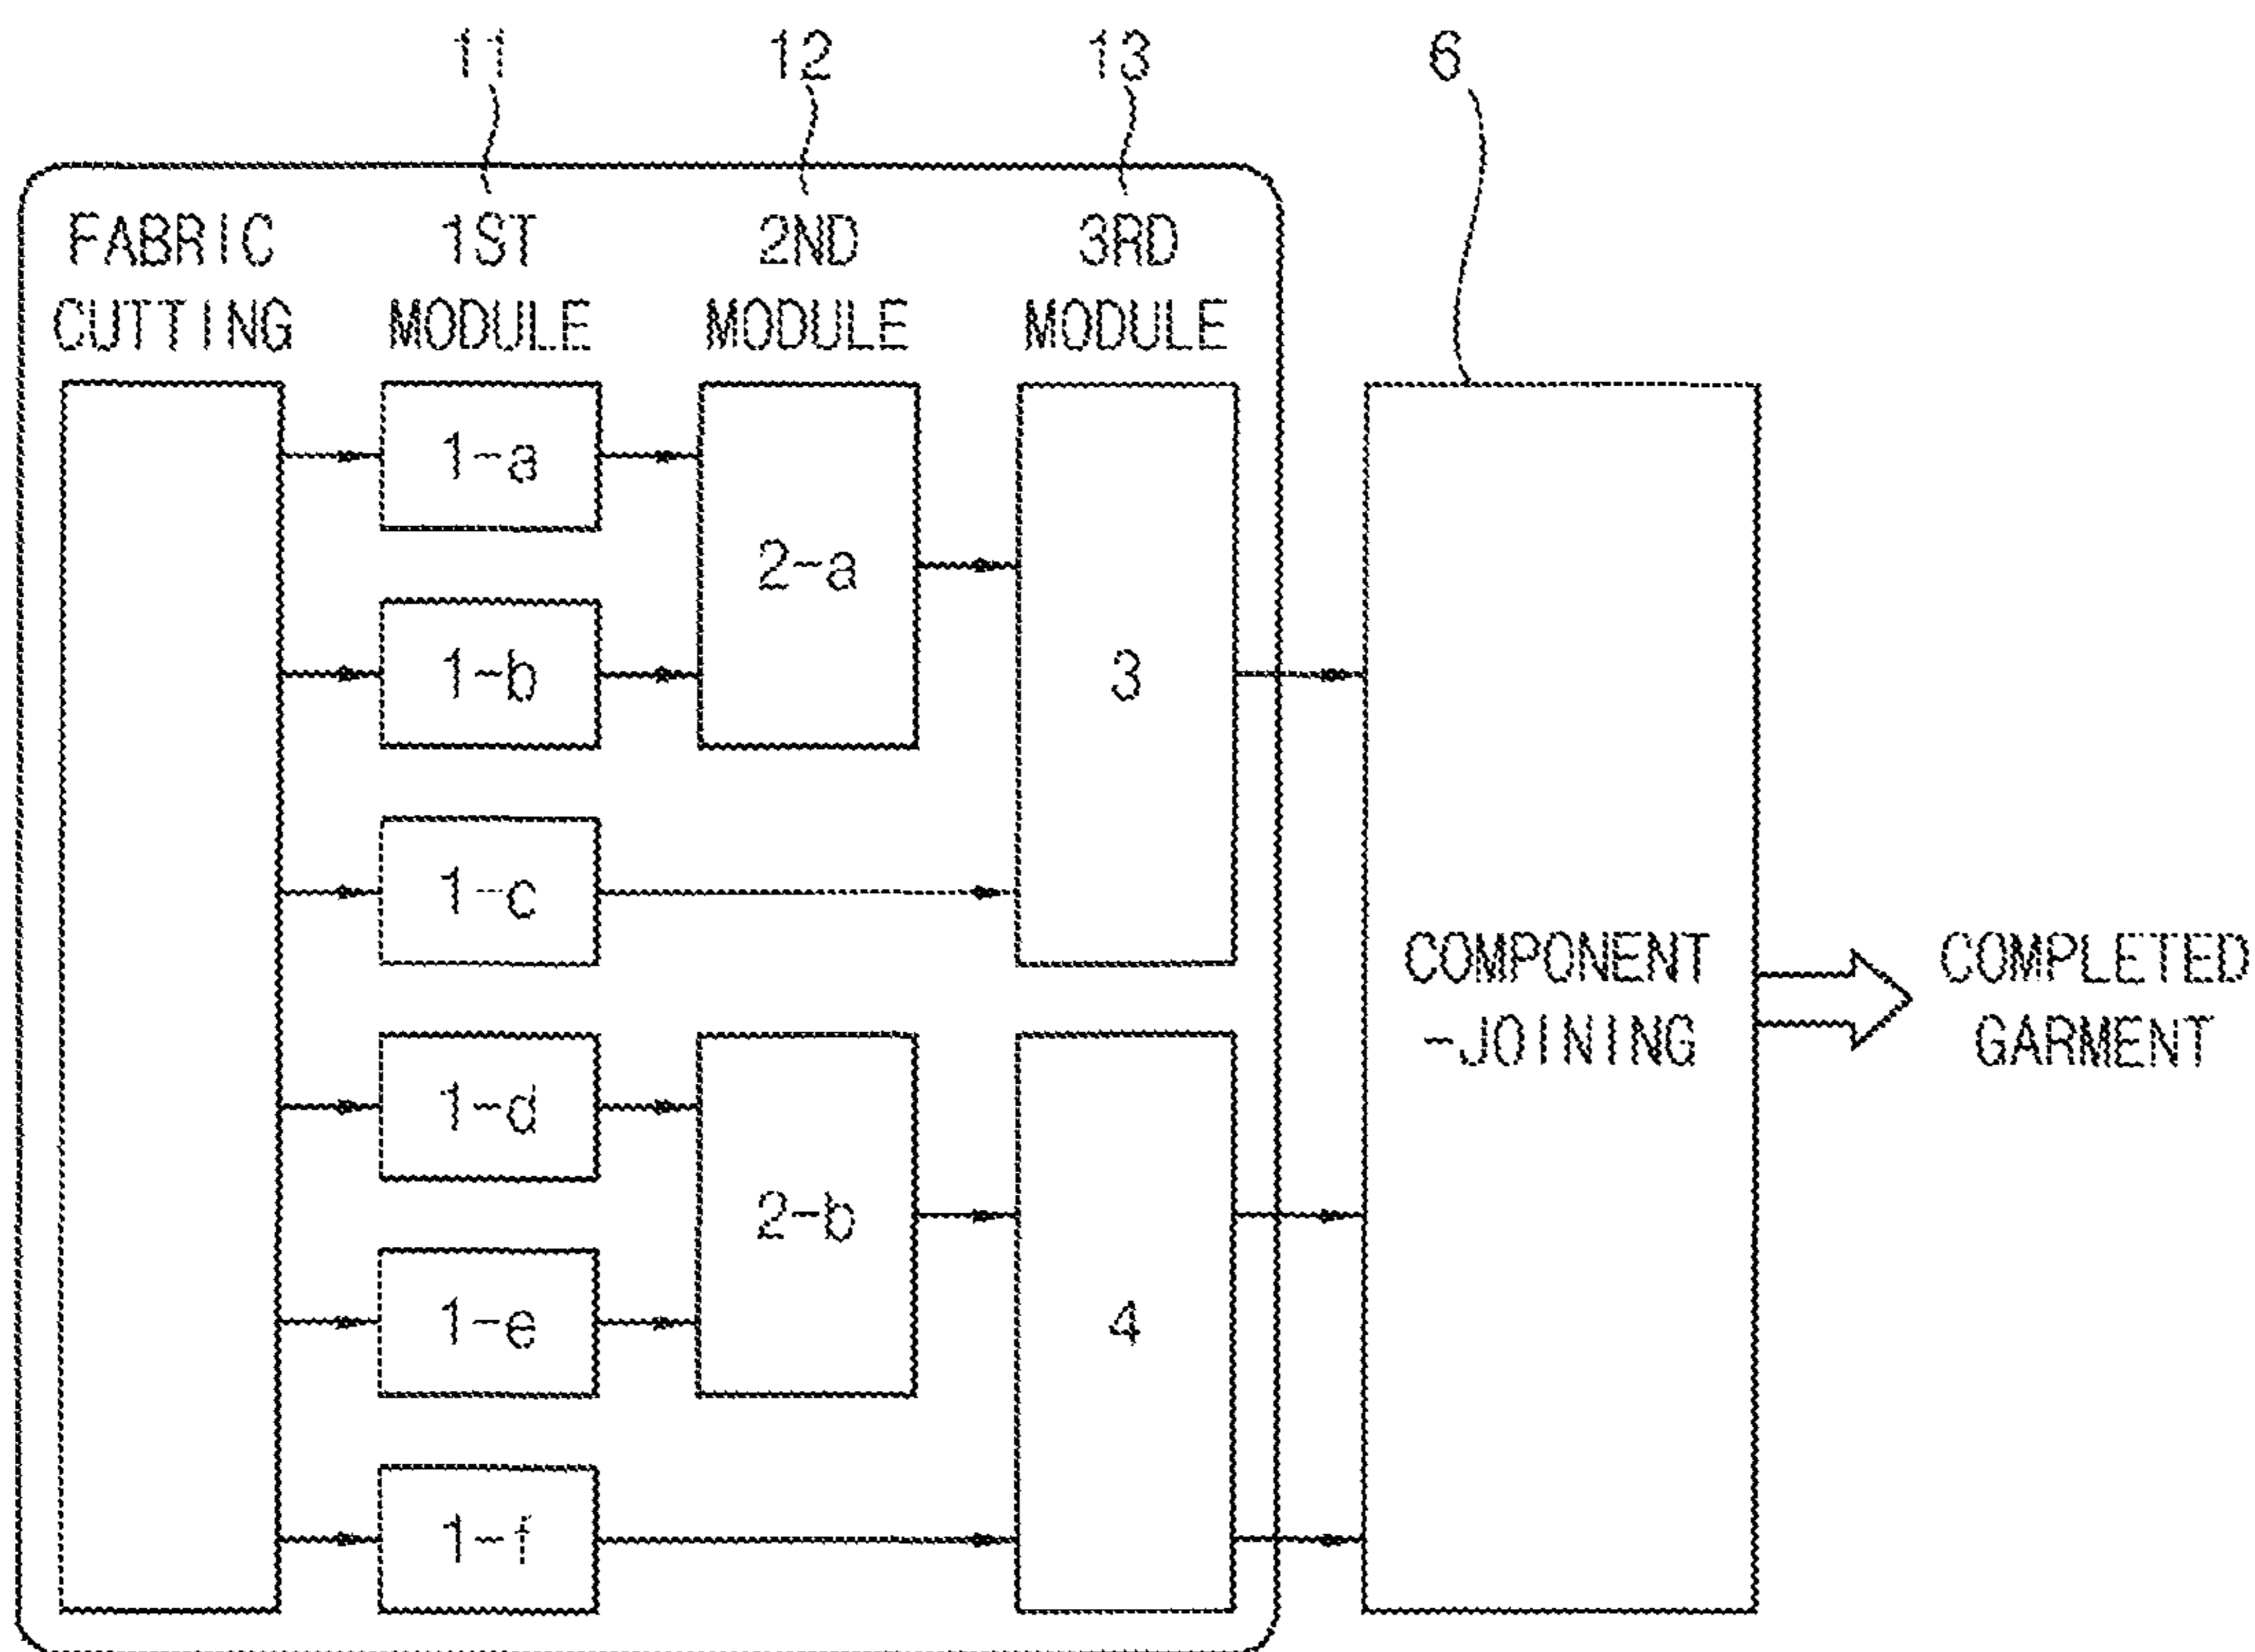 11 12 13 6
FABRIC 1ST 2ND 3RD
CUTTING MODULE MODULE MODULE
1-a
2-a
1-b 3
1-c
COMPONENT COMPLETED
-JOINING GARMENT
1-d
2-b
1-e 4
1-f